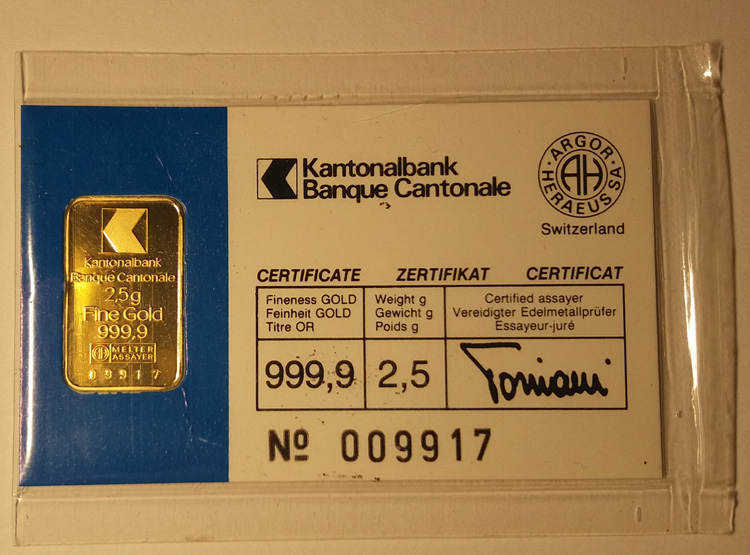 Kantonalbank
Banque Cantonale
2,5g
Fine Gold
999,9
MELTER
ASSAYER
09917
Kantonalbank
Banque Cantonale
ARGOR
HERAEUS SA
AH
Switzerland
CERTIFICATE ZERTIFIKAT CERTIFICAT
Fineness GOLD
Feinheit GOLD
Titre OR
Weight g
Gewicht g
Poids g
Certified assayer
Vereidigter Edelmetallprüfer
Essayeur-juré
999,9
2,5
Nº 009917